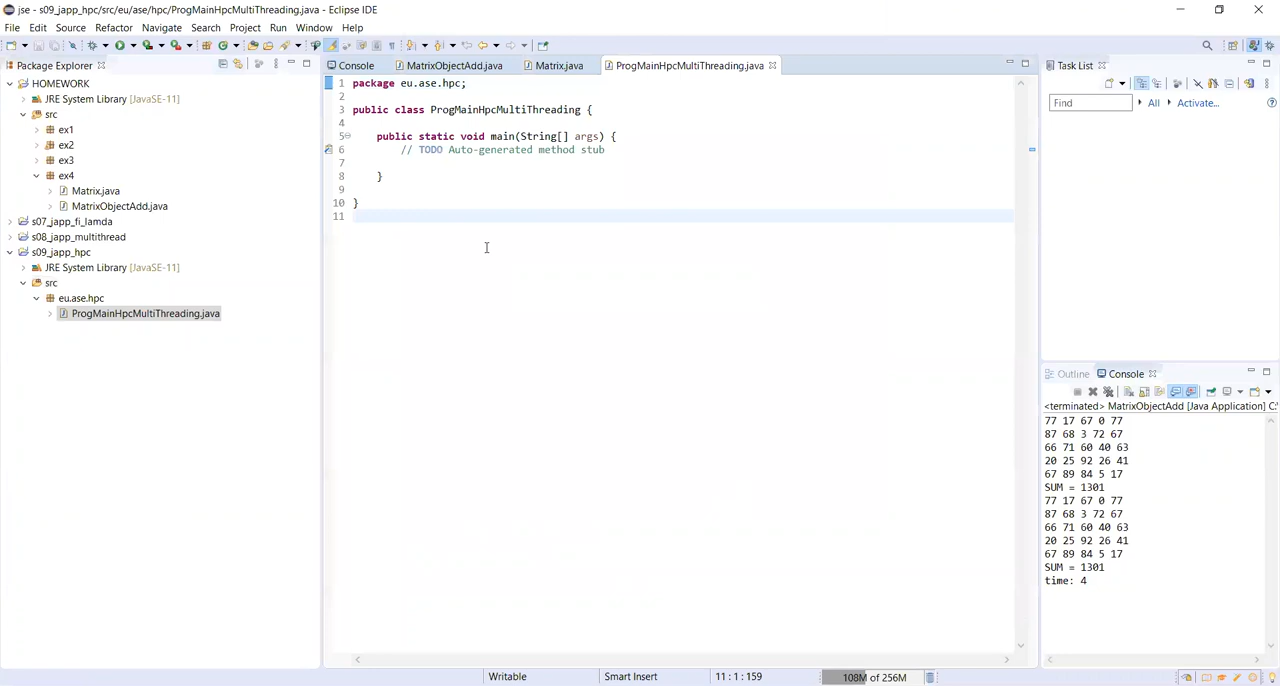 jse - s09_japp_hpc/src/eu/ase/hpc/ProgMainHpcMultiThreading.java - Eclipse IDE
File Edit Source Refactor Navigate Search Project Run Window Help
Package Explorer
HOMEWORK
JRE System Library [JavaSE-11]
src
ex1
ex2
ex3
ex4
Matrix.java
MatrixObjectAdd.java
s07_japp_fi_lamda
s08_japp_multithread
s09_japp_hpc
JRE System Library [JavaSE-11]
src
eu.ase.hpc
ProgMainHpcMultiThreading.java
Console MatrixObjectAdd.java Matrix.java ProgMainHpcMultiThreading.java
1 package eu.ase.hpc;
2
3 public class ProgMainHpcMultiThreading {
4
5 public static void main(String[] args) {
6 // TODO Auto-generated method stub
7
8 }
9
10 }
11
Task List
Find All Activate...
Outline Console
<terminated> MatrixObjectAdd [Java Application] C:
77 17 67 0 77
87 68 3 72 67
66 71 60 40 63
20 25 92 26 41
67 89 84 5 17
SUM = 1301
77 17 67 0 77
87 68 3 72 67
66 71 60 40 63
20 25 92 26 41
67 89 84 5 17
SUM = 1301
time: 4
Writable Smart Insert 11 : 1 : 159 108M of 256M